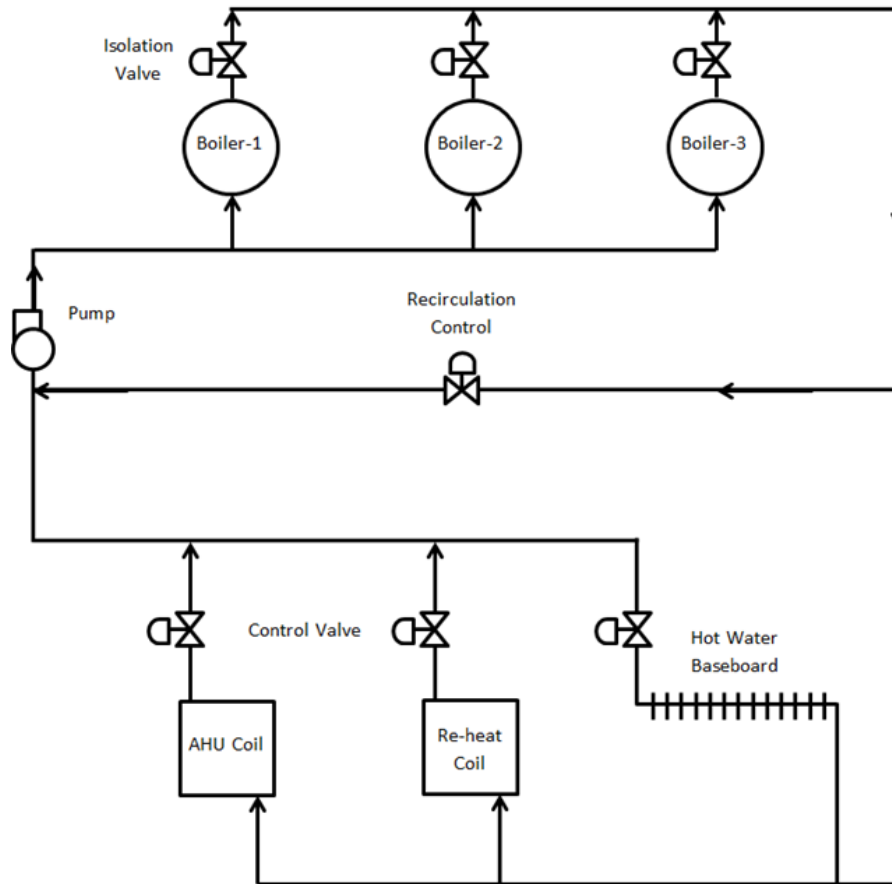 Isolation
Valve
Boiler-1
Boiler-2
Boiler-3
Pump
Recirculation
Control
Control Valve
Hot Water
Baseboard
AHU Coil
Re-heat
Coil